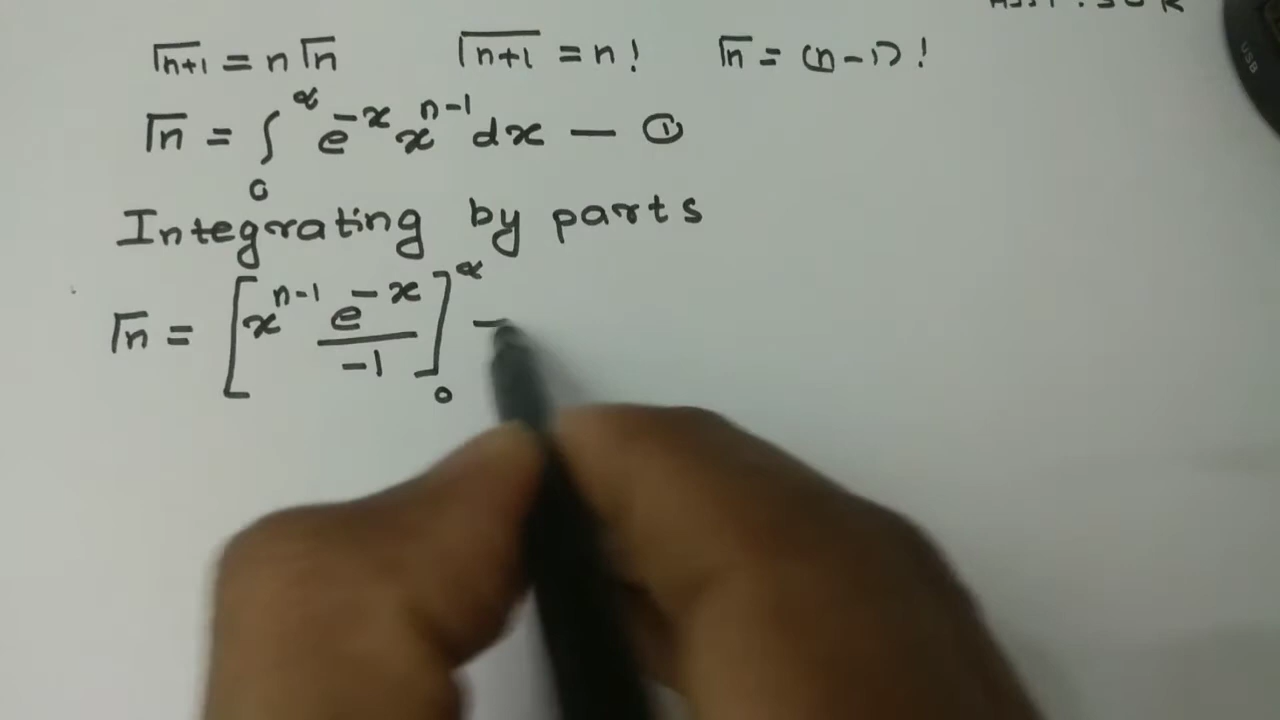 Γn+1 = n Γn    Γn+1 = n!    Γn = (n-1)!
Γn = ∫₀^∝ e^-x x^n-1 dx — ①
Integrating by parts
Γn = [x^n-1 e^-x/-1]₀^∝ -
USB